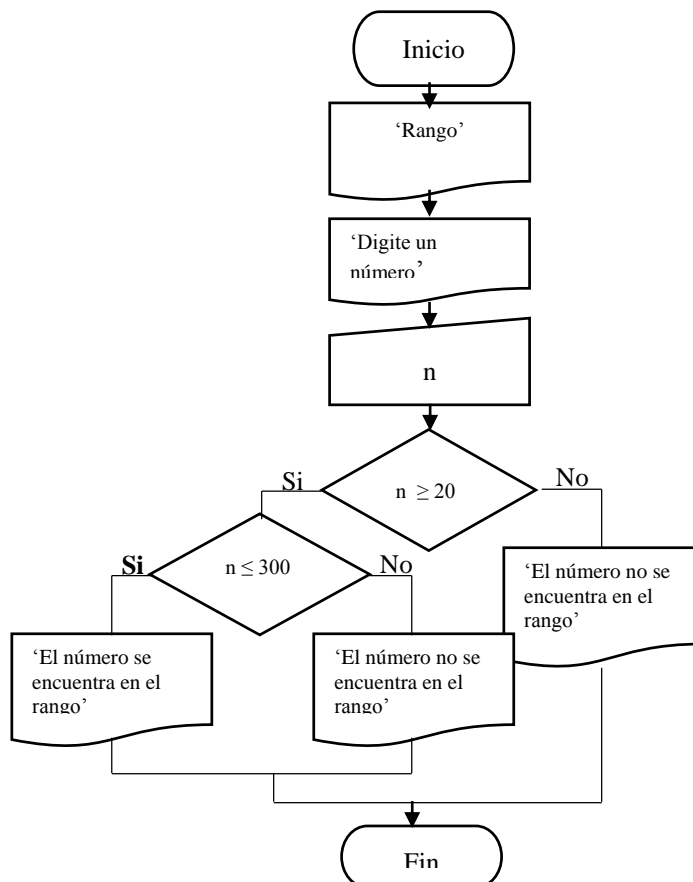 Inicio
‘Rango’
‘Digite un
número’
n
Si
n ≥ 20
No
Si
n ≤ 300
No
‘El número no se
encuentra en el
rango’
‘El número se
encuentra en el
rango’
‘El número no se
encuentra en el
rango’
Fin